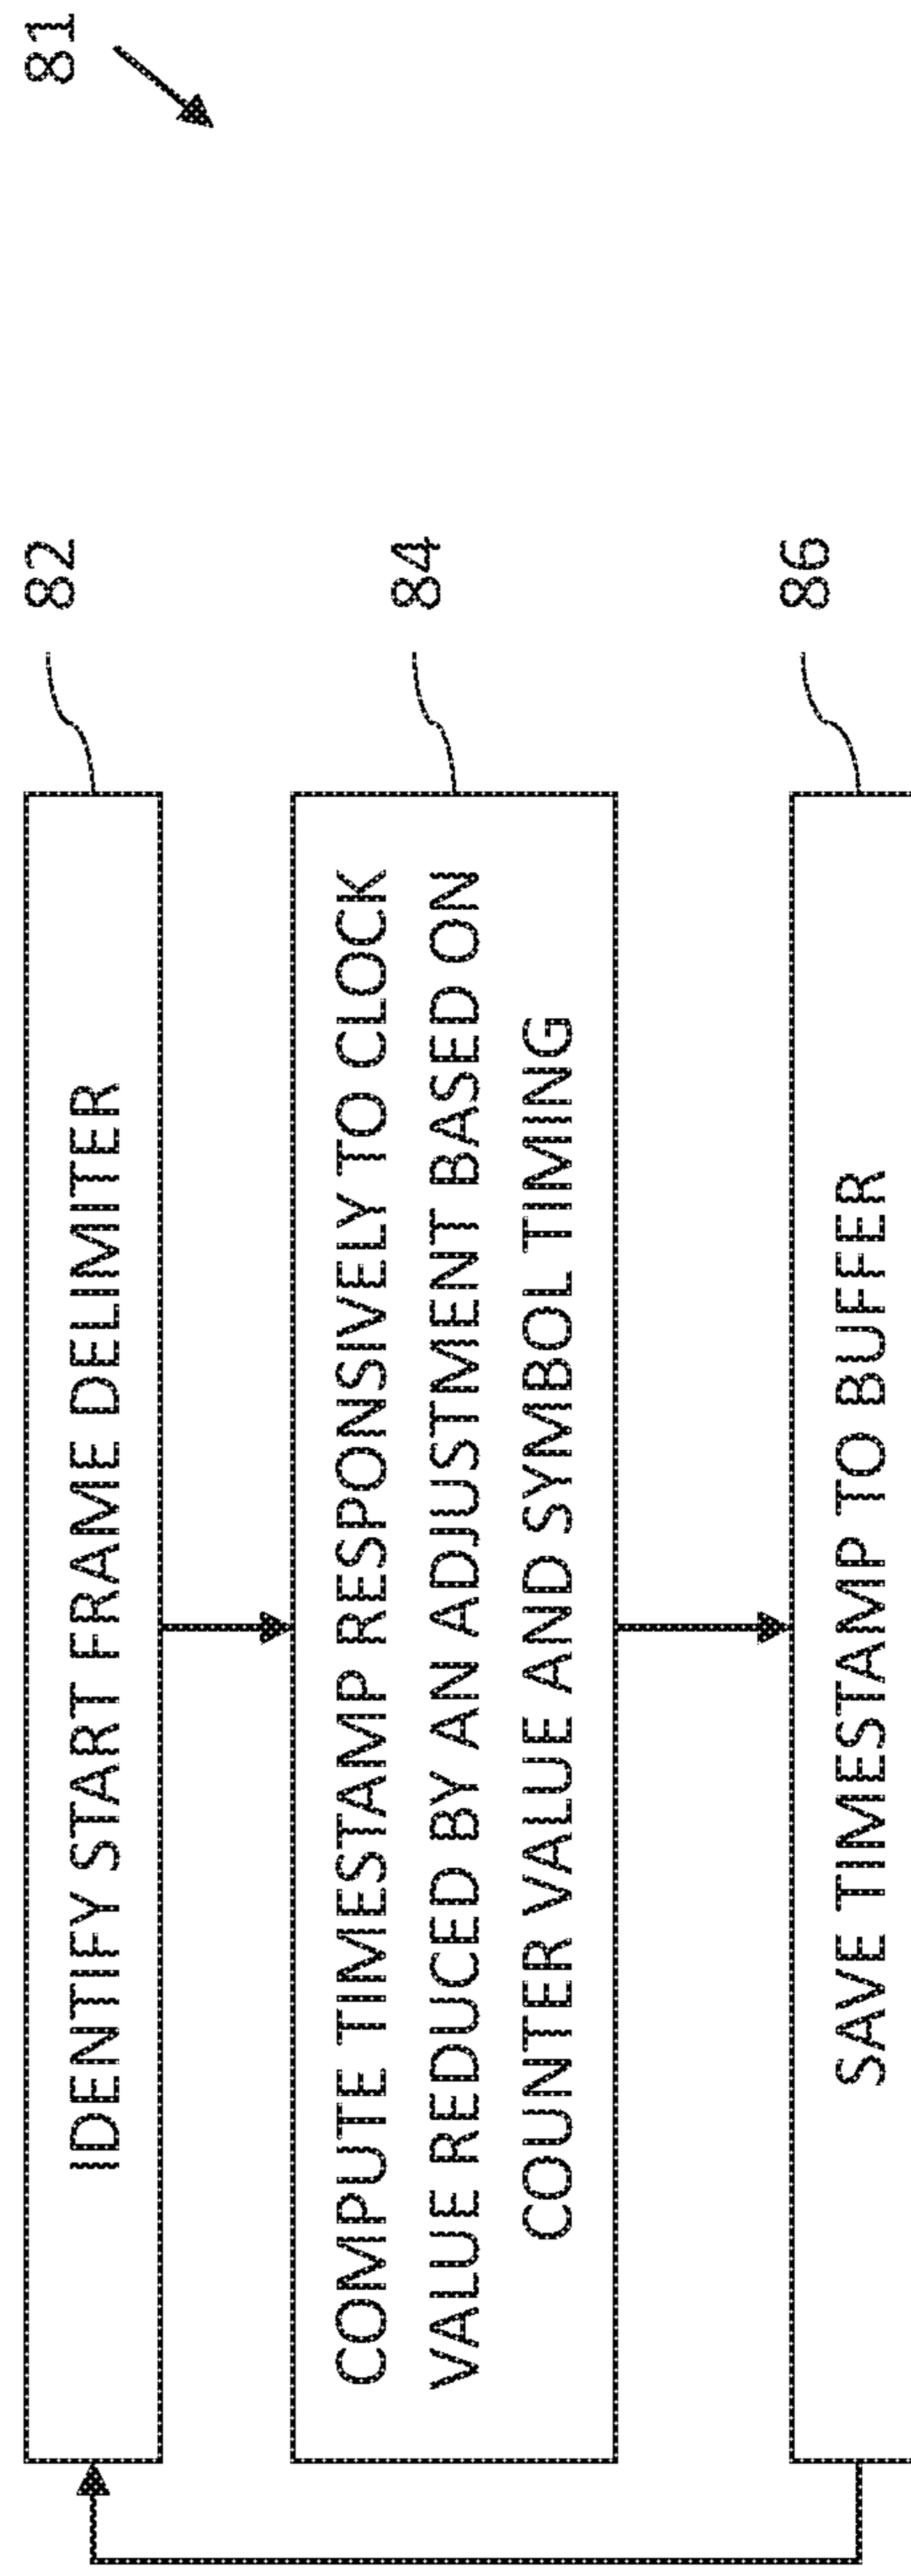 81
IDENTIFY START FRAME DELIMITER
82
COMPUTE TIMESTAMP RESPONSIVELY TO CLOCK
VALUE REDUCED BY AN ADJUSTMENT BASED ON
COUNTER VALUE AND SYMBOL TIMING
84
SAVE TIMESTAMP TO BUFFER
86